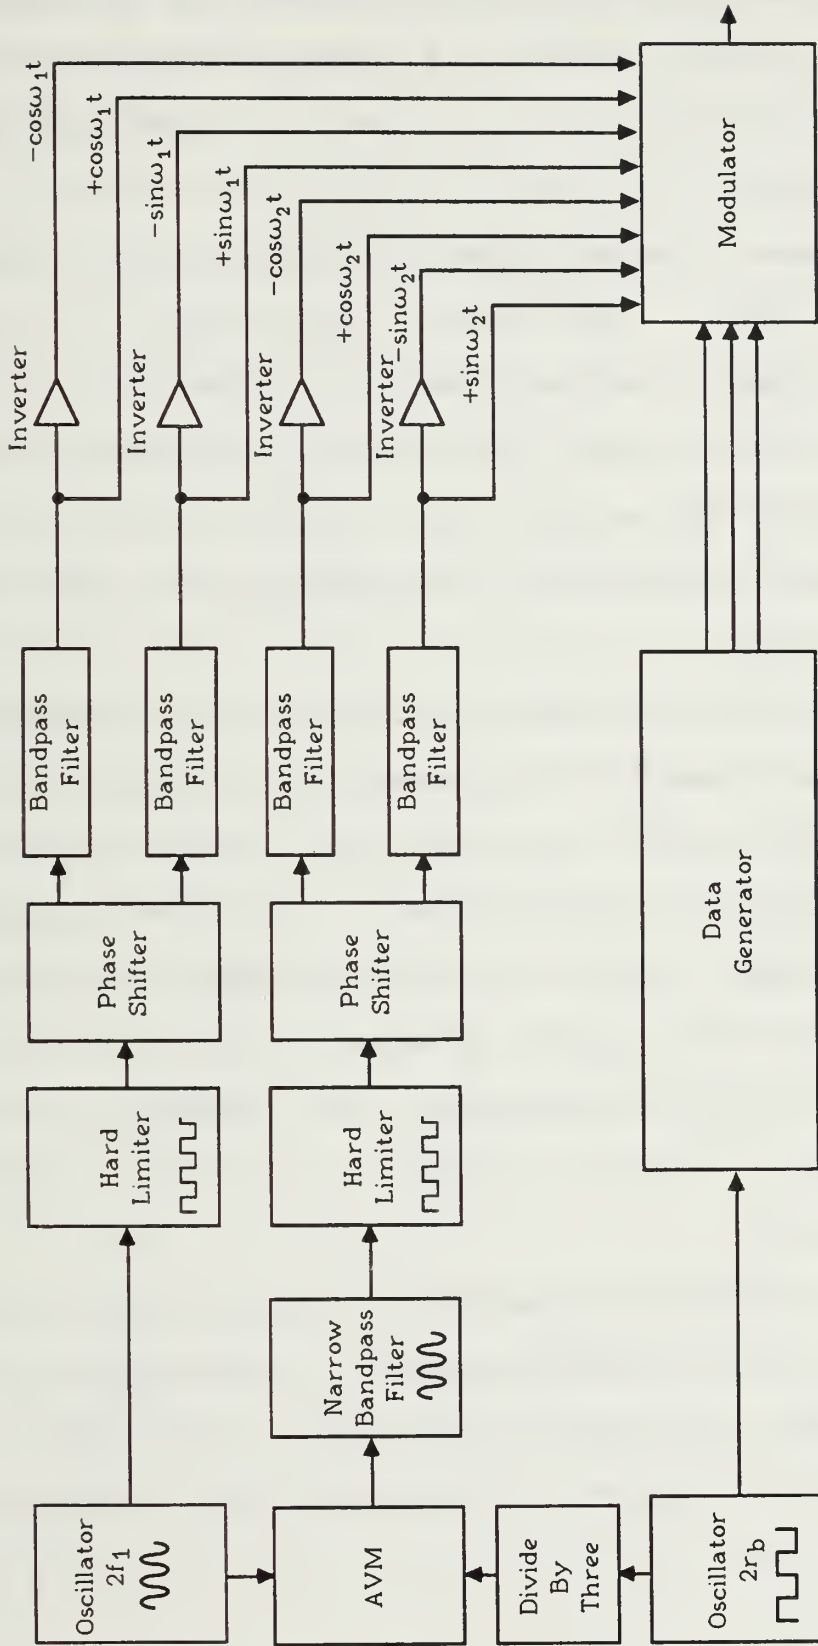 Oscillator
2f₁
Hard
Limiter
Phase
Shifter
Bandpass
Filter
Inverter
−cosω₁t
+cosω₁t
Bandpass
Filter
Inverter
−sinω₁t
+sinω₁t
AVM
Narrow
Bandpass
Filter
Hard
Limiter
Phase
Shifter
Bandpass
Filter
Inverter
−cosω₂t
+cosω₂t
Bandpass
Filter
Inverter
−sinω₂t
+sinω₂t
Divide
By
Three
Oscillator
2r_b
Data
Generator
Modulator